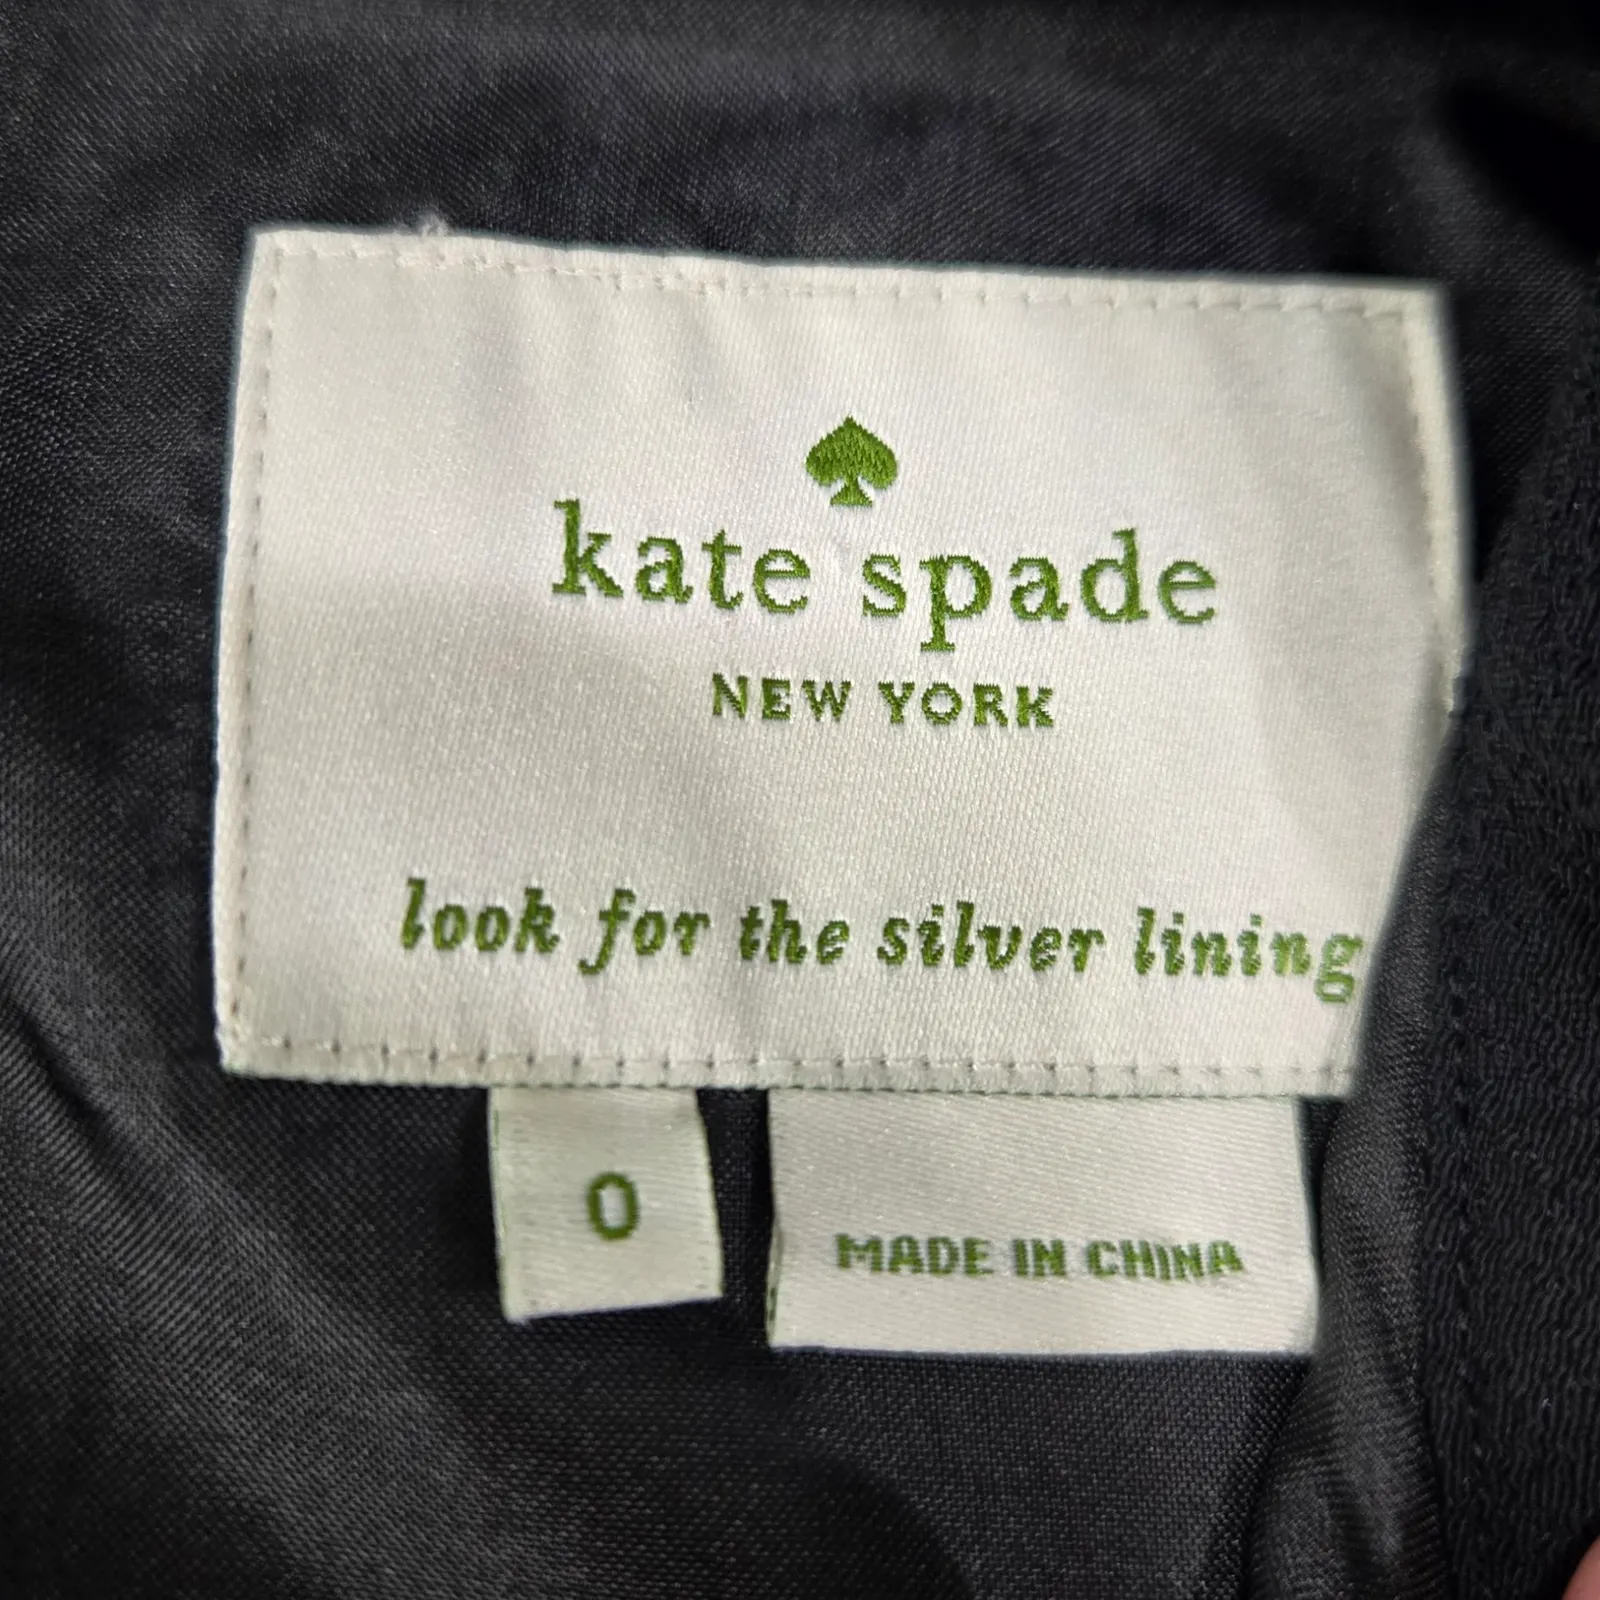 kate spade
NEW YORK
look for the silver lining
0
MADE IN CHINA